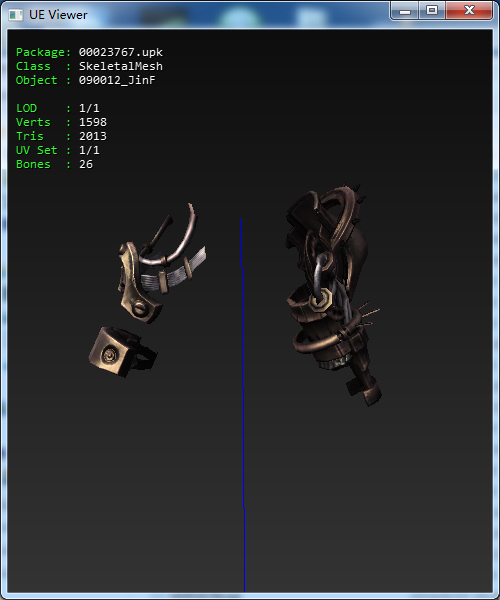 UE Viewer
Package: 00023767.upk
Class  : SkeletalMesh
Object : 090012_JinF
LOD    : 1/1
Verts  : 1598
Tris   : 2013
UV Set : 1/1
Bones  : 26